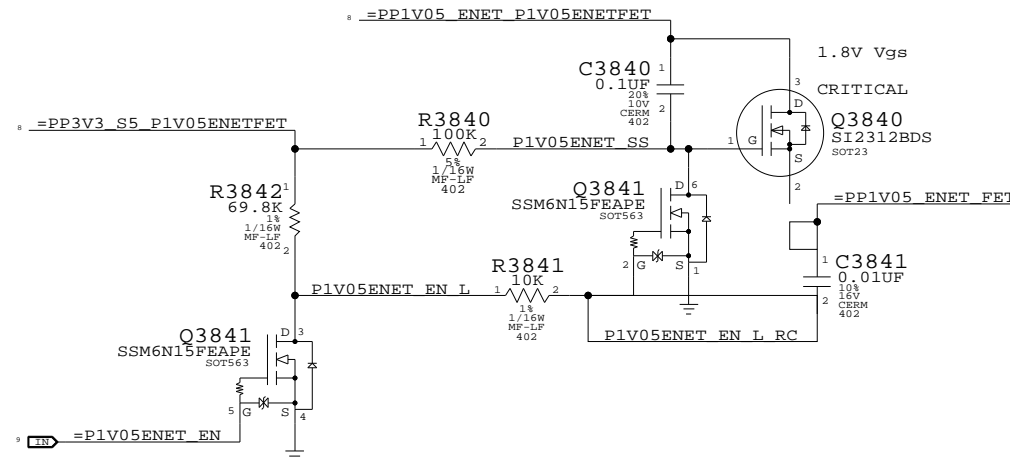 8 =PP1V05_ENET_P1V05ENETFET
1.8V Vgs
C3840
1
0.1UF
20%
10V
CERM
402
2
3
CRITICAL
D
Q3840
SI2312BDS
SOT23
1 G
S
2
8 =PP3V3_S5_P1V05ENETFET
R3840
100K
1 2
5%
1/16W
MF-LF
402
P1V05ENET_SS
Q3841
SSM6N15FEAPE
SOT563
D 6
2 G S 1
=PP1V05_ENET_FET
R3842
1
69.8K
1%
1/16W
MF-LF
402
2
C3841
1
0.01UF
10%
16V
CERM
402
2
P1V05ENET_EN_L
R3841
10K
1 2
1%
1/16W
MF-LF
402
P1V05ENET_EN_L_RC
Q3841
SSM6N15FEAPE
SOT563
D 3
5 G S 4
9 IN =P1V05ENET_EN